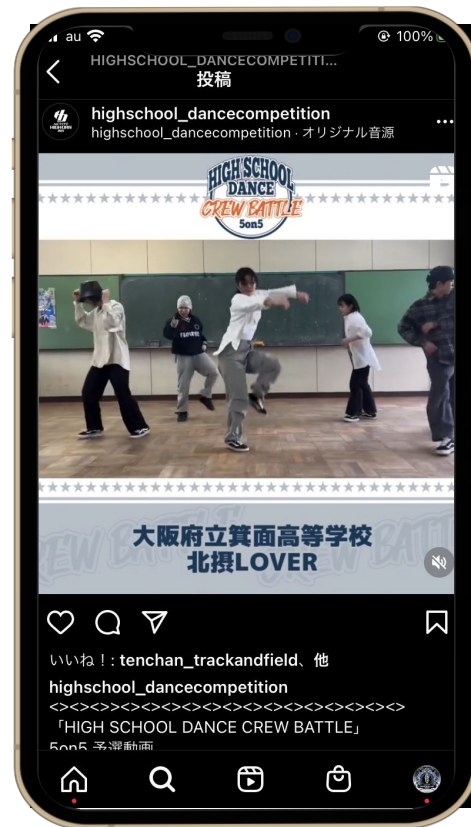 au
100%
HIGHSCHOOL_DANCECOMPETITI...
投稿
highschool_dancecompetition
highschool_dancecompetition · オリジナル音源
HIGH SCHOOL
DANCE
CREW BATTLE
5on5
大阪府立箕面高等学校
北摂LOVER
いいね！: tenchan_trackandfield、他
highschool_dancecompetition
<><><><><><><><><><><><><><><><><><>
「HIGH SCHOOL DANCE CREW BATTLE」
5on5 予選動画